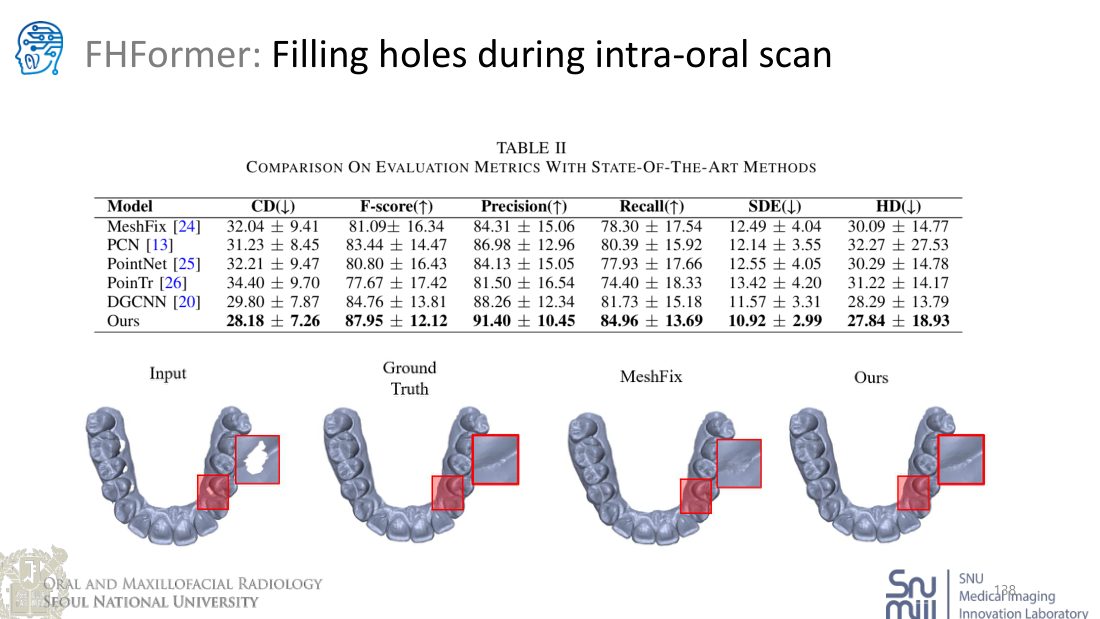 FHFormer: Filling holes during intra-oral scan
TABLE II
COMPARISON ON EVALUATION METRICS WITH STATE-OF-THE-ART METHODS
Model CD(↓) F-score(↑) Precision(↑) Recall(↑) SDE(↓) HD(↓)
MeshFix [24] 32.04 ± 9.41 81.09± 16.34 84.31 ± 15.06 78.30 ± 17.54 12.49 ± 4.04 30.09 ± 14.77
PCN [13] 31.23 ± 8.45 83.44 ± 14.47 86.98 ± 12.96 80.39 ± 15.92 12.14 ± 3.55 32.27 ± 27.53
PointNet [25] 32.21 ± 9.47 80.80 ± 16.43 84.13 ± 15.05 77.93 ± 17.66 12.55 ± 4.05 30.29 ± 14.78
PoinTr [26] 34.40 ± 9.70 77.67 ± 17.42 81.50 ± 16.54 74.40 ± 18.33 13.42 ± 4.20 31.22 ± 14.17
DGCNN [20] 29.80 ± 7.87 84.76 ± 13.81 88.26 ± 12.34 81.73 ± 15.18 11.57 ± 3.31 28.29 ± 13.79
Ours 28.18 ± 7.26 87.95 ± 12.12 91.40 ± 10.45 84.96 ± 13.69 10.92 ± 2.99 27.84 ± 18.93
Input
Ground
Truth
MeshFix
Ours
ORAL AND MAXILLOFACIAL RADIOLOGY
SEOUL NATIONAL UNIVERSITY
SNU
miil
SNU
Medical Imaging
Innovation Laboratory
138